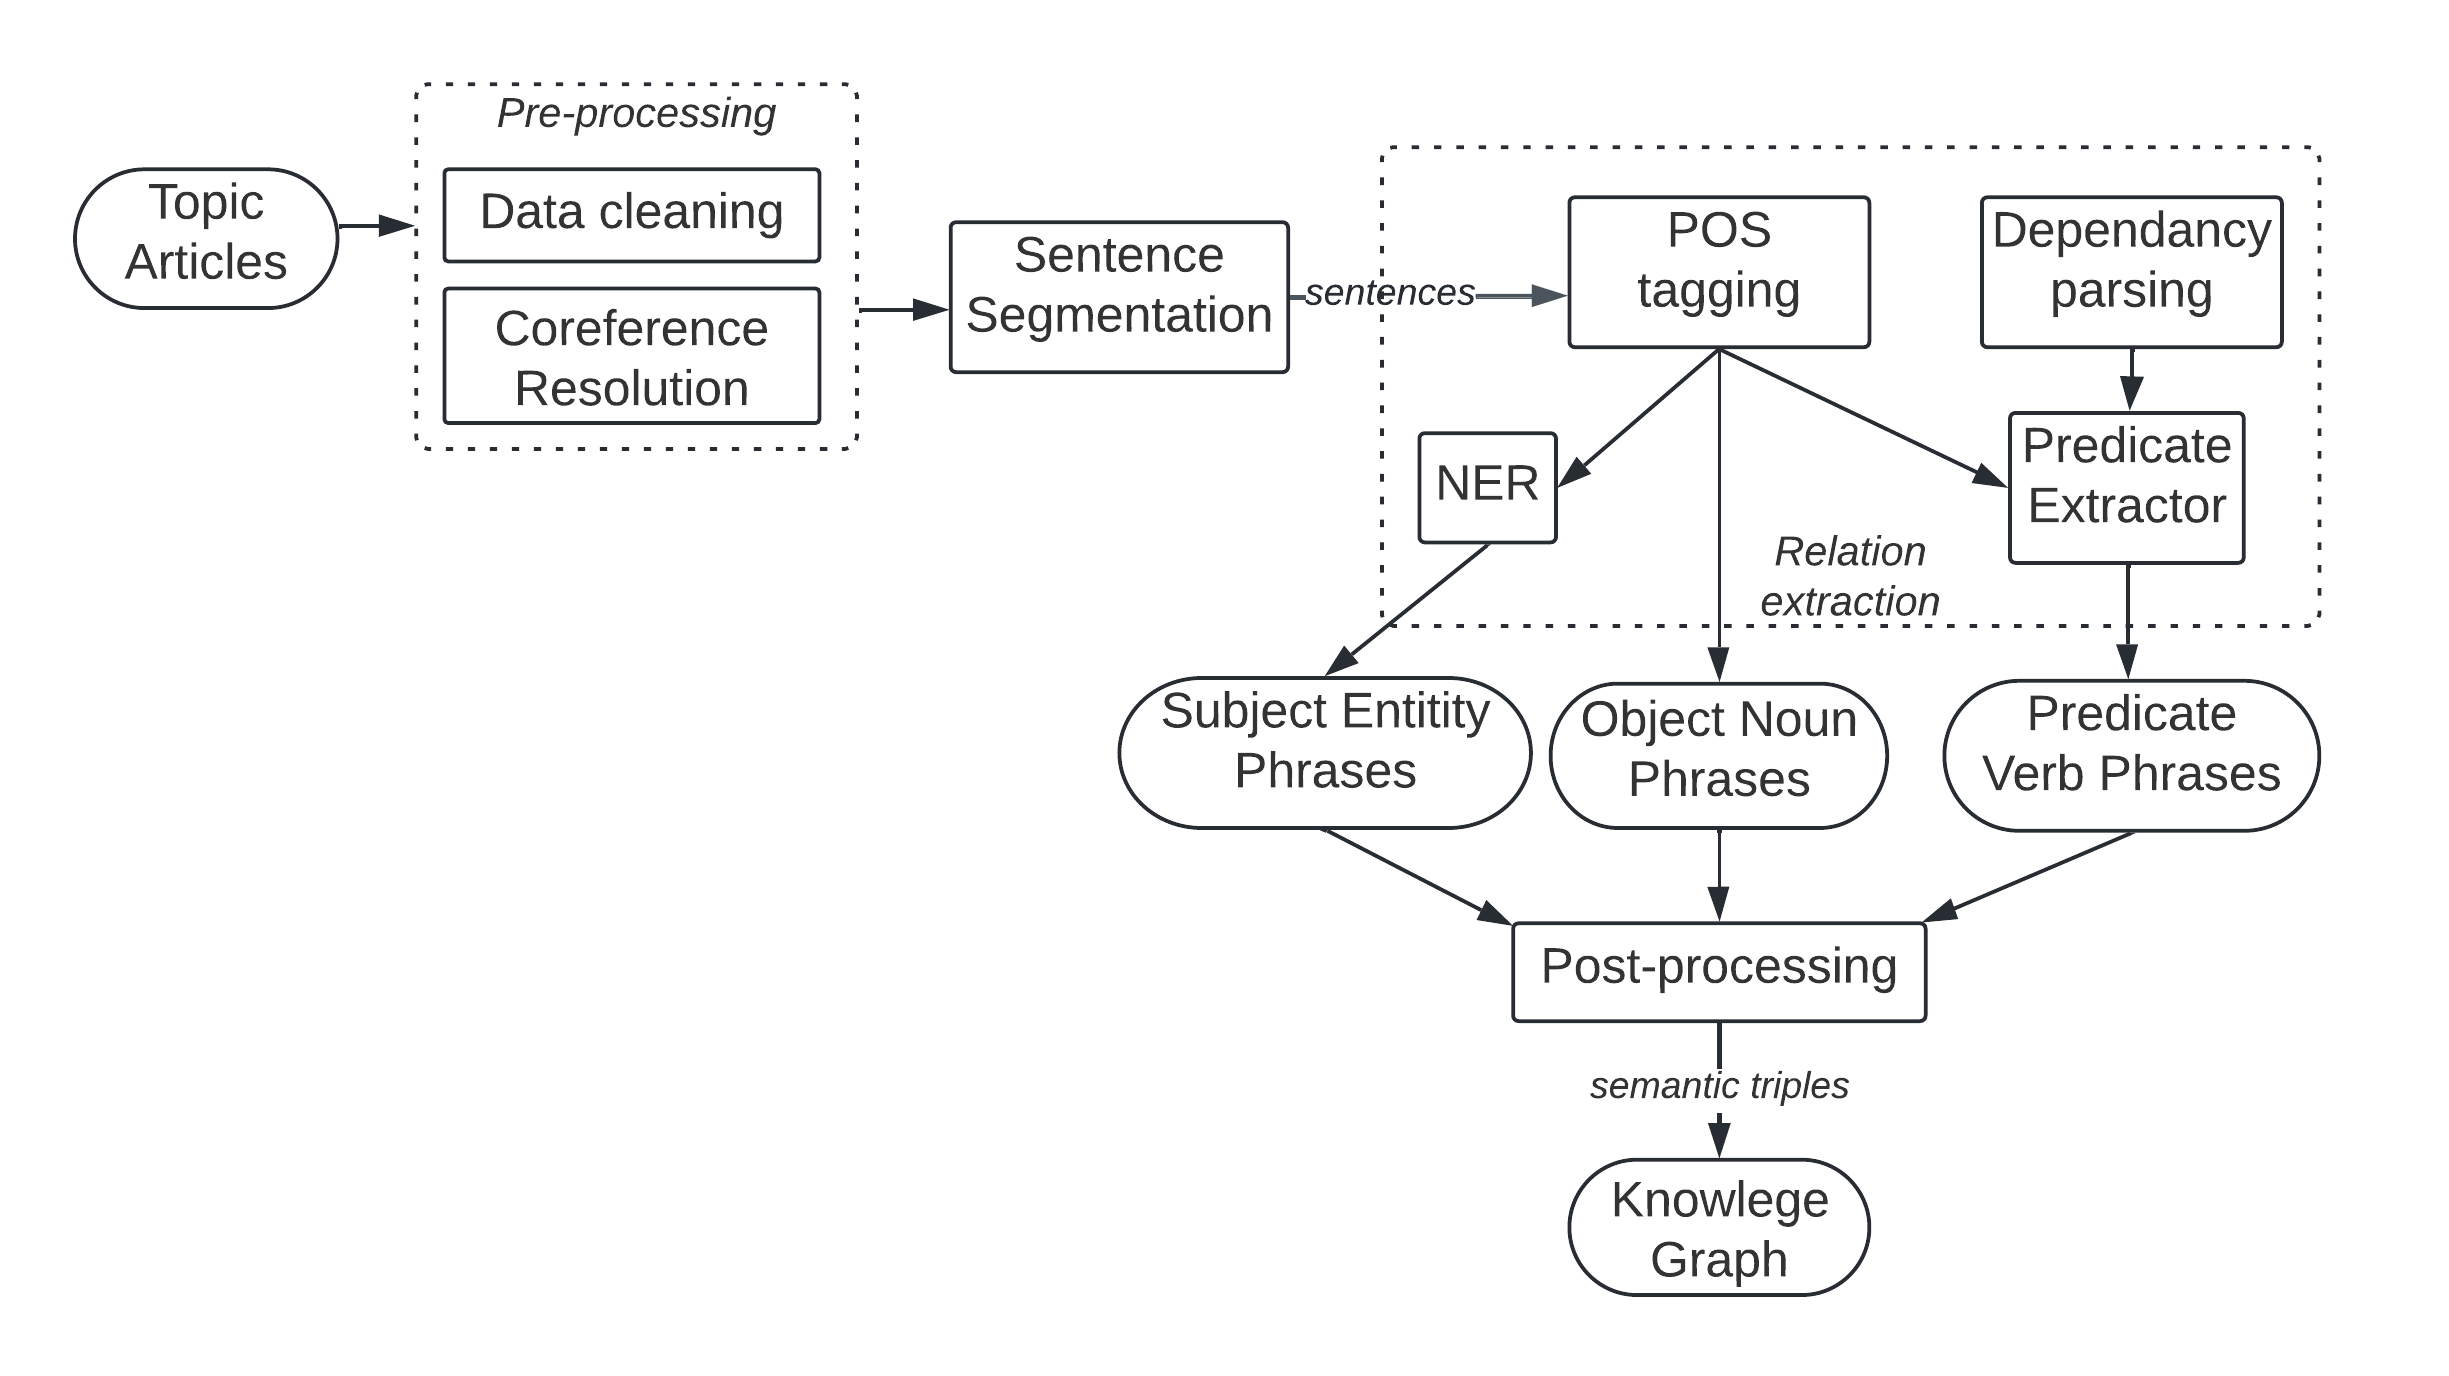 Topic
Articles
Pre-processing
Data cleaning
Coreference
Resolution
Sentence
Segmentation
sentences
POS
tagging
Dependancy
parsing
NER
Predicate
Extractor
Relation
extraction
Subject Entitity
Phrases
Object Noun
Phrases
Predicate
Verb Phrases
Post-processing
semantic triples
Knowlege
Graph